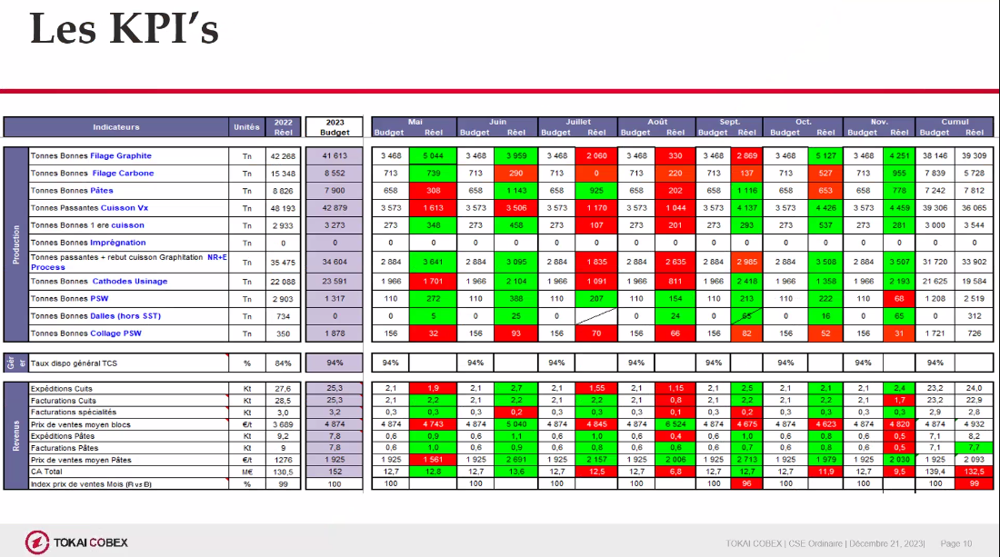 Les KPI's
Indicateurs Unités 2022 Réel 2023 Budget Mai Budget Réel Juin Budget Réel Juillet Budget Réel Août Budget Réel Sept. Budget Réel Oct. Budget Réel Nov. Budget Réel Cumul Budget Réel
Production
Tonnes Bonnes Filage Graphite Tn 42 268 41 613 3 468 5 044 3 468 3 959 3 468 2 060 3 468 330 3 468 2 869 3 468 5 127 3 468 4 251 38 146 39 309
Tonnes Bonnes Filage Carbone Tn 15 348 8 552 713 739 713 290 713 0 713 220 713 137 713 527 713 955 7 839 5 728
Tonnes Bonnes Pâtes Tn 8 826 7 900 658 308 658 1 143 658 925 658 202 658 1 116 658 653 658 778 7 242 7 812
Tonnes Passantes Cuisson Vx Tn 48 193 42 879 3 573 1 613 3 573 3 506 3 573 1 170 3 573 1 044 3 573 4 137 3 573 4 426 3 573 4 459 39 306 36 065
Tonnes Bonnes 1 ere cuisson Tn 2 933 3 273 273 348 273 458 273 107 273 201 273 293 273 537 273 281 3 000 3 544
Tonnes Bonnes Imprégnation Tn 0 0 0 0 0 0 0 0 0 0 0 0 0 0 0 0 0 0
Tonnes passantes + rebut cuisson Graphitation NR+E
Process Tn 35 475 34 604 2 884 3 641 2 884 3 095 2 884 1 835 2 884 2 635 2 884 2 985 2 884 3 508 2 884 3 507 31 720 33 902
Tonnes Bonnes Cathodes Usinage Tn 22 088 23 591 1 966 1 701 1 966 2 104 1 966 1 091 1 966 811 1 966 2 418 1 966 1 358 1 966 2 193 21 625 19 584
Tonnes Bonnes PSW Tn 2 903 1 317 110 272 110 388 110 207 110 154 110 213 110 222 110 68 1 208 2 519
Tonnes Bonnes Dalles (hors SST) Tn 734 0 0 5 0 25 0 0 24 0 65 0 16 0 65 0 312
Tonnes Bonnes Collage PSW Tn 350 1 878 156 32 156 93 156 70 156 66 156 82 156 52 156 31 1 721 726
Gér
er
Taux dispo général TCS % 84% 94% 94% 94% 94% 94% 94% 94% 94% 94%
Revenus
Expéditions Cuits Kt 27,6 25,3 2,1 1,9 2,1 2,7 2,1 1,55 2,1 1,15 2,1 2,5 2,1 2,1 2,1 2,4 23,2 24,0
Facturations Cuits Kt 28,5 25,3 2,1 2,2 2,1 2,2 2,1 2,2 2,1 0,8 2,1 2,2 2,1 2,1 2,1 1,7 23,2 22,9
Facturations spécialités Kt 3,0 3,2 0,3 0,3 0,3 0,2 0,3 0,3 0,3 0,1 0,3 0,2 0,3 0,3 0,3 0,3 2,9 2,8
Prix de ventes moyen blocs €/t 3 689 4 874 4 874 4 743 4 874 5 040 4 874 4 845 4 874 6 524 4 874 4 675 4 874 4 623 4 874 4 820 4 874 4 932
Expéditions Pâtes Kt 9,2 7,8 0,6 0,9 0,6 1,1 0,6 1,0 0,6 0,4 0,6 1,0 0,6 0,8 0,6 0,5 7,1 8,2
Facturations Pâtes Kt 9 7,8 0,6 1,0 0,6 0,9 0,6 0,8 0,6 0,6 0,6 0,7 0,6 0,8 0,6 0,5 7,1 7,7
Prix de ventes moyen Pâtes €/t 1276 1 925 1 925 1 561 1 925 2 691 1 925 2 157 1 925 2 006 1 925 2 713 1 925 1 979 1 925 2 030 1 925 2 093
CA Total M€ 130,5 152 12,7 12,8 12,7 13,6 12,7 12,5 12,7 6,8 12,7 12,7 12,7 11,9 12,7 9,5 139,4 132,5
Index prix de ventes Mois (R vs B) % 99 100 100 100 100 100 100 96 100 100 100 99
TOKAI COBEX
TOKAI COBEX | CSE Ordinaire | Décembre 21, 2023| Page 10